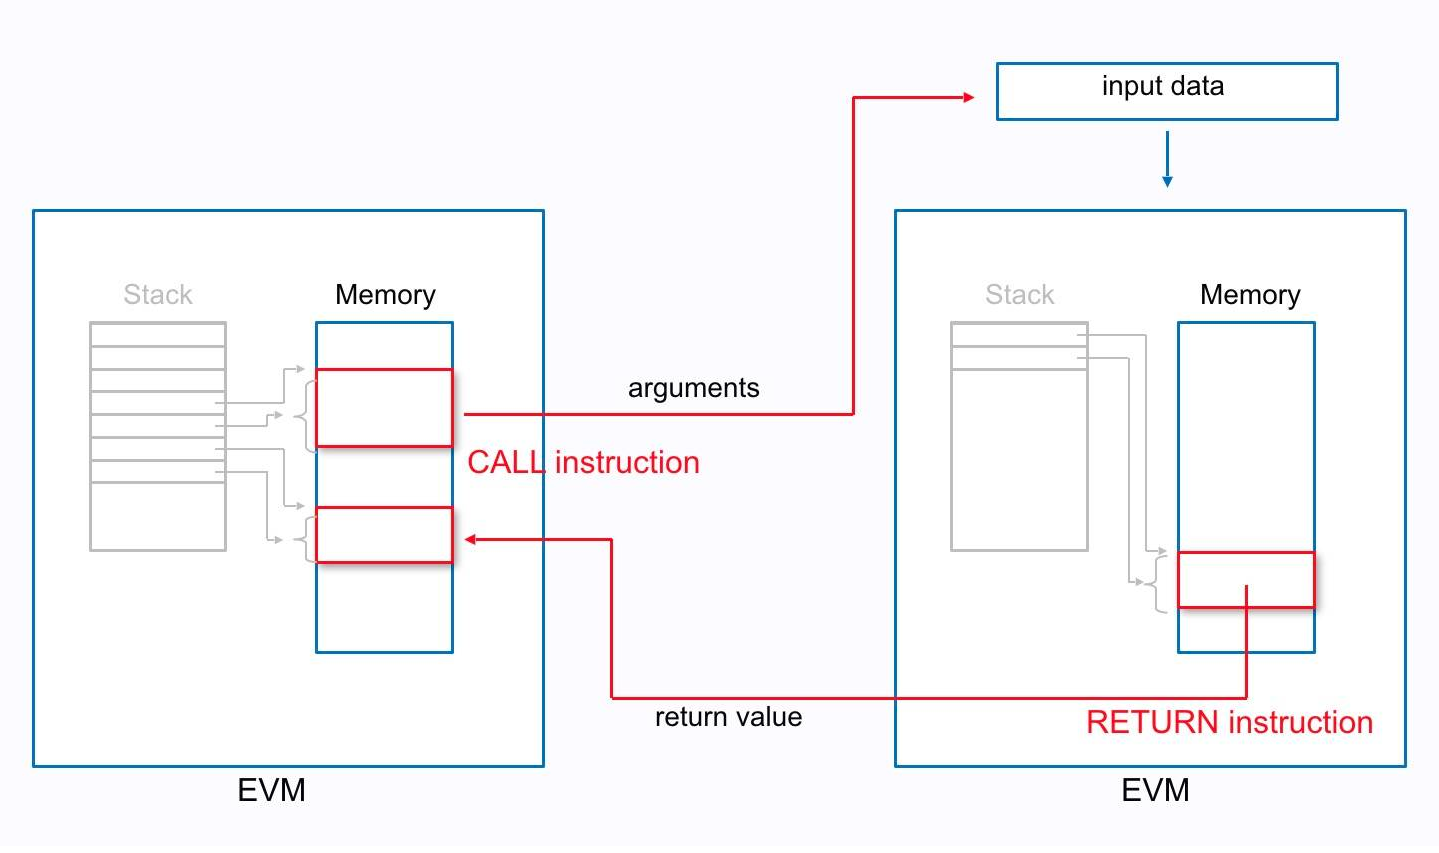 input data
Stack
Memory
Stack
Memory
arguments
CALL instruction
return value
RETURN instruction
EVM
EVM